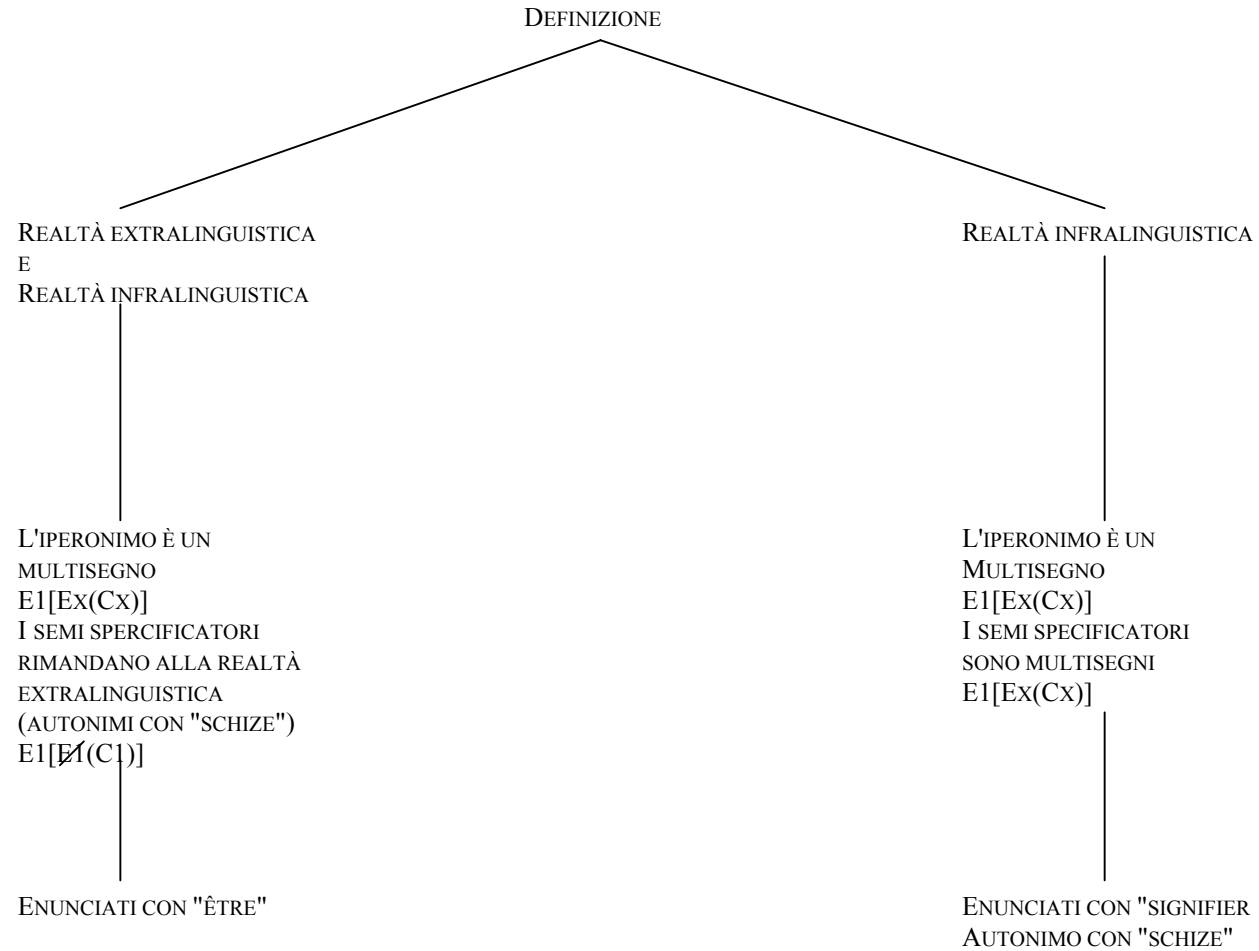 DEFINIZIONE
REALTÀ EXTRALINGUISTICA
E
REALTÀ INFRALINGUISTICA
REALTÀ INFRALINGUISTICA
L'IPERONIMO È UN
MULTISEGNO
E1[EX(CX)]
I SEMI SPERCIFICATORI
RIMANDANO ALLA REALTÀ
EXTRALINGUISTICA
(AUTONIMI CON "SCHIZE")
E1[E1(C1)]
L'IPERONIMO È UN
MULTISEGNO
E1[EX(CX)]
I SEMI SPECIFICATORI
SONO MULTISEGNI
E1[EX(CX)]
ENUNCIATI CON "ÊTRE"
ENUNCIATI CON "SIGNIFIER
AUTONIMO CON "SCHIZE"